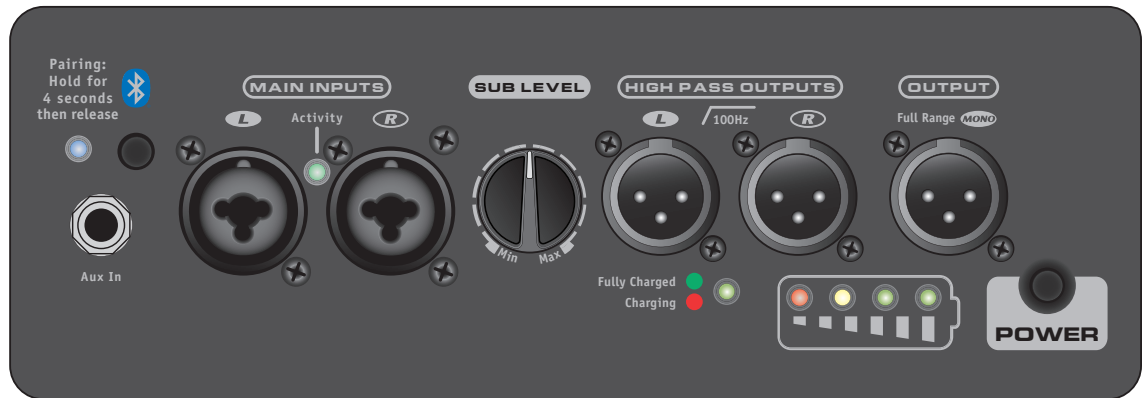 Pairing:
Hold for
4 seconds
then release
Aux In
MAIN INPUTS
L
Activity
R
SUB LEVEL
Min
Max
HIGH PASS OUTPUTS
L
100Hz
R
OUTPUT
Full Range MONO
Fully Charged
Charging
POWER